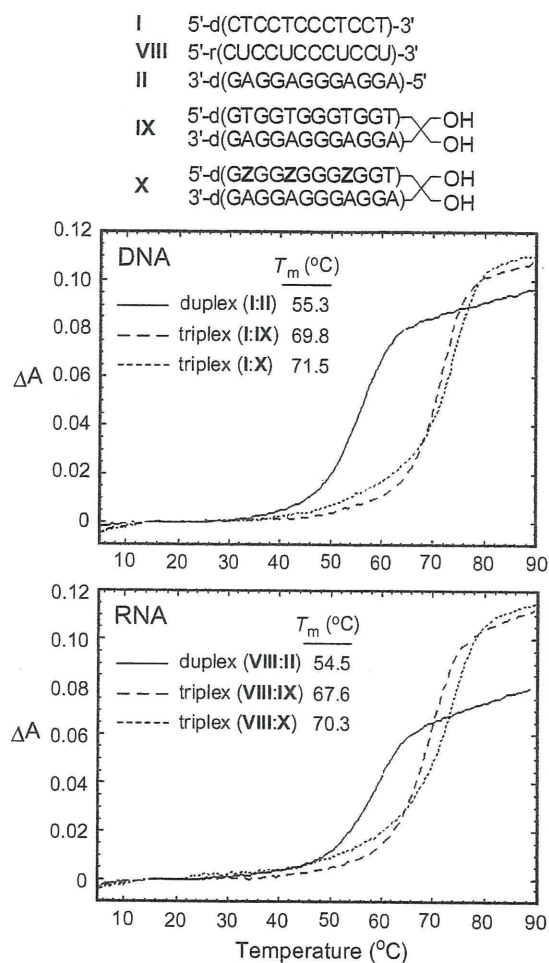 I 5'-d(CTCCTCCCTCCT)-3'
VIII 5'-r(CUCCUCCCUCCU)-3'
II 3'-d(GAGGAGGGAGGA)-5'
IX 5'-d(GTGGTGGGTGGT) OH
3'-d(GAGGAGGGAGGA) OH
X 5'-d(GZGGZGGGZGGT) OH
3'-d(GAGGAGGGAGGA) OH
0.12
DNA
Tm (°C)
duplex (I:II) 55.3
triplex (I:IX) 69.8
triplex (I:X) 71.5
0.10
0.08
0.06
ΔA
0.04
0.02
0
10 20 30 40 50 60 70 80 90
0.12
RNA
Tm (°C)
duplex (VIII:II) 54.5
triplex (VIII:IX) 67.6
triplex (VIII:X) 70.3
0.10
0.08
0.06
ΔA
0.04
0.02
0
10 20 30 40 50 60 70 80 90
Temperature (°C)